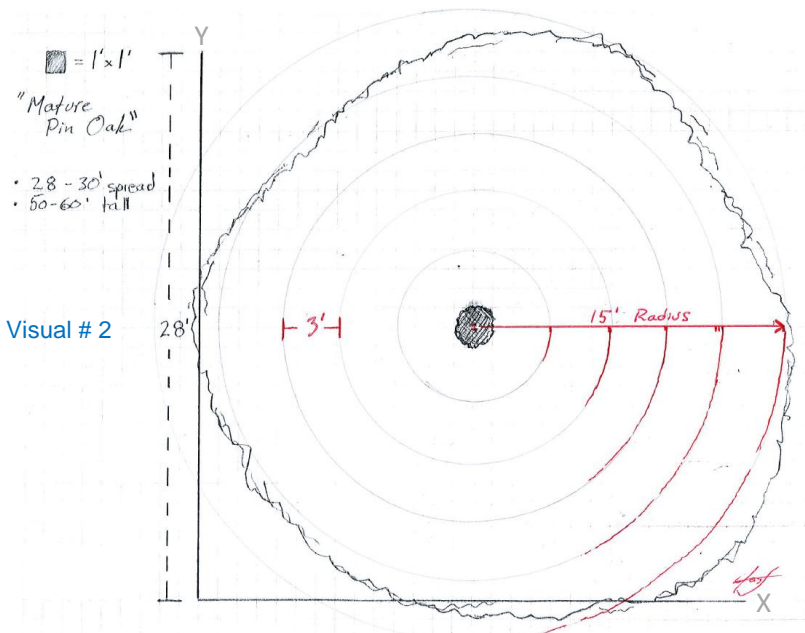 Y
= 1' x 1'
"Mature
Pin Oak"
• 28 - 30' spread
• 50-60' tall
Visual # 2
28'
3'
15' Radius
X